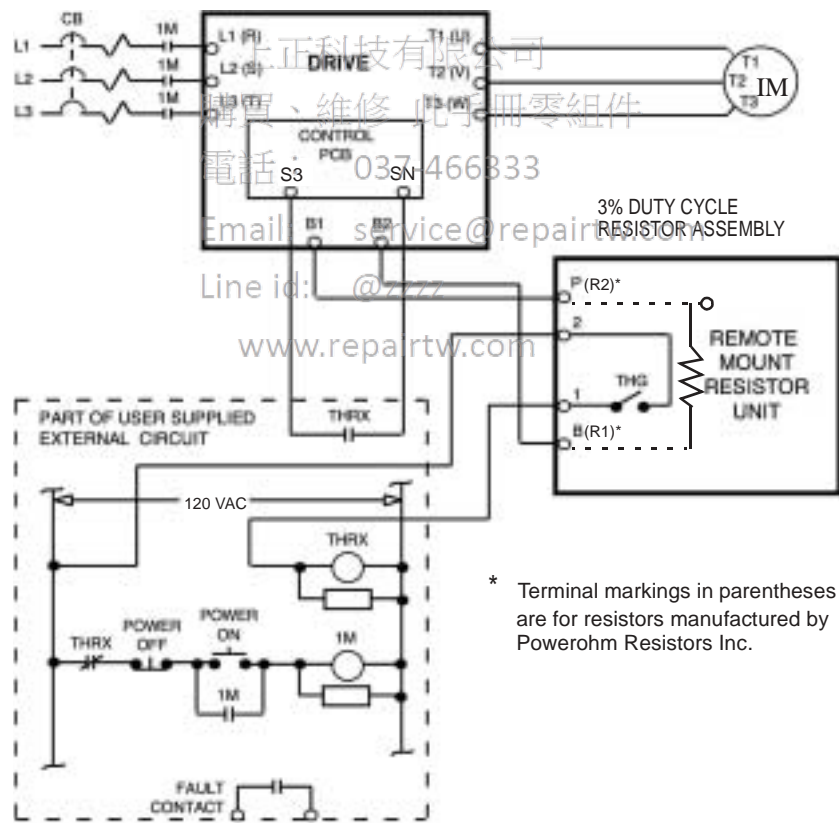 CB
1M
L1
L1 (R)
T1 (U)
上正科技有限公司
DRIVE
1M
L2
L2 (S)
T2 (V)
T1
T2
IM
T3
1M
L3
L3 (T)
T3 (W)
購買、維修 此手冊零組件
CONTROL
PCB
電話: 037-466333
S3
SN
B1
B2
Email: service@repairtw.com
Line id: @zzzz
www.repairtw.com
3% DUTY CYCLE
RESISTOR ASSEMBLY
P (R2)*
2
THG
1
B (R1)*
REMOTE
MOUNT
RESISTOR
UNIT
PART OF USER SUPPLIED
EXTERNAL CIRCUIT
THRX
120 VAC
THRX
THRX
POWER
OFF
POWER
ON
1M
1M
FAULT
CONTACT
* Terminal markings in parentheses
are for resistors manufactured by
Powerohm Resistors Inc.